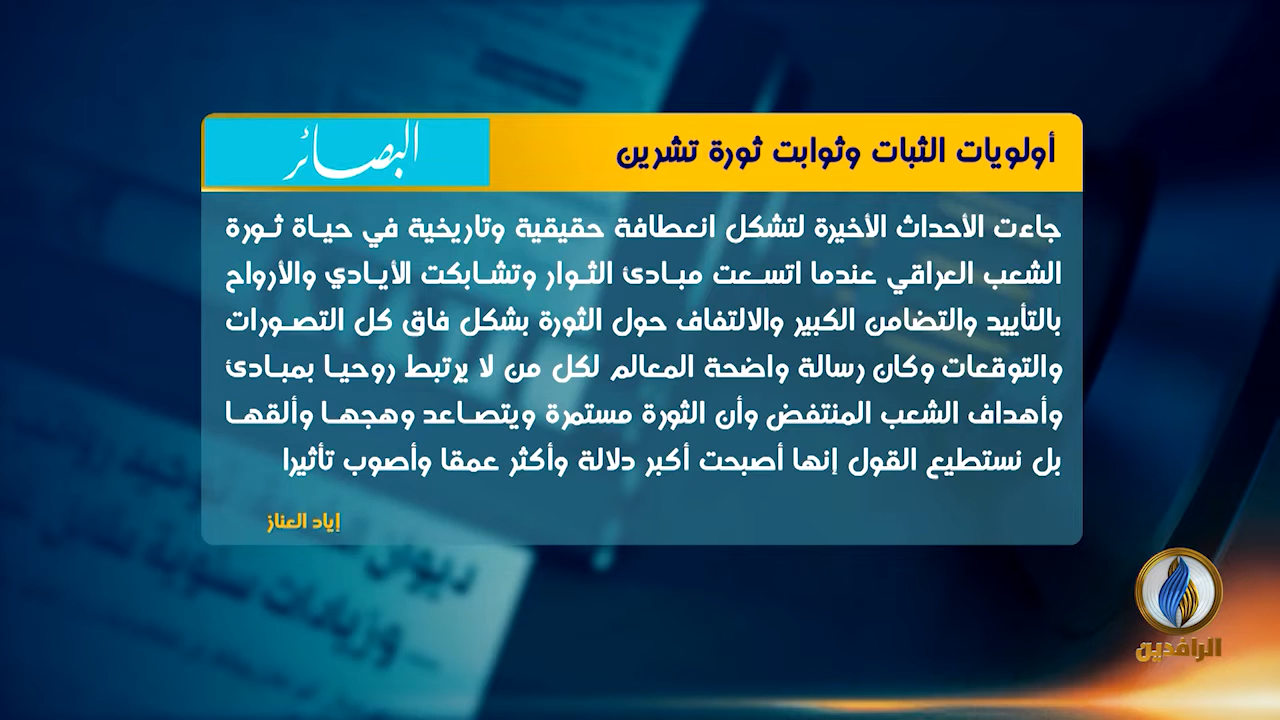 أولويات الثبات وثوابت ثورة تشرين
البصائر
جاءت الأحداث الأخيرة لتشكل انعطافة حقيقية وتاريخية في حياة ثورة
الشعب العراقي عندما اتسعت مبادئ الثوار وتشابكت الأيادي والأرواح
بالتأييد والتضامن الكبير والالتفاف حول الثورة بشكل فاق كل التصورات
والتوقعات وكان رسالة واضحة المعالم لكل من لا يرتبط روحيا بمبادئ
وأهداف الشعب المنتفض وأن الثورة مستمرة ويتصاعد وهجها وألقها
بل نستطيع القول إنها أصبحت أكبر دلالة وأكثر عمقا وأصوب تأثيرا
إياد العناز
ديوان
وزيادات سنوية
الرافدين